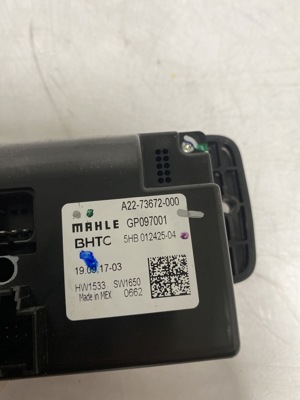 A22-73672-000
MAHLE GP097001
BHTC 5HB 012425-04
19.09.17-03
HW1533 SW1650
Made in MEX 0662